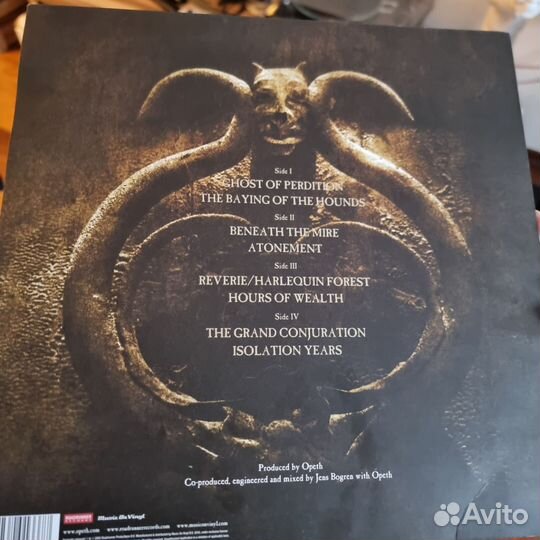 Side I
GHOST OF PERDITION
THE BAYING OF THE HOUNDS
Side II
BENEATH THE MIRE
ATONEMENT
Side III
REVERIE/HARLEQUIN FOREST
HOURS OF WEALTH
Side IV
THE GRAND CONJURATION
ISOLATION YEARS
Produced by Opeth
Co-produced, engineered and mixed by Jens Bogren with Opeth
ROADRUNNER RECORDS Music On Vinyl
www.opeth.com www.roadrunnerrecords.com www.musiconvinyl.com
Avito